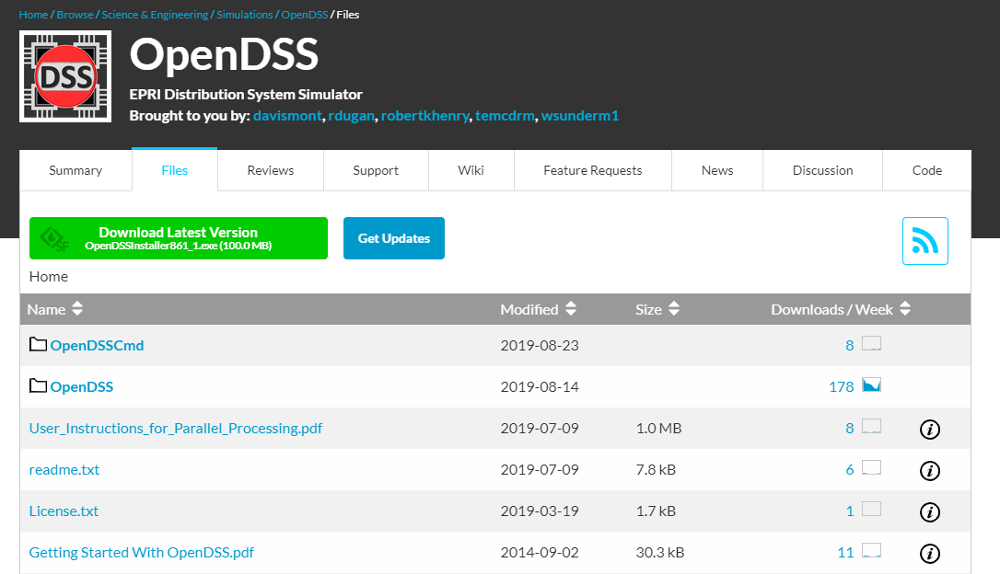 Home / Browse / Science & Engineering / Simulations / OpenDSS / Files
DSS
OpenDSS
EPRI Distribution System Simulator
Brought to you by: davismont, rdugan, robertkhenry, temcdrm, wsunderm1
Summary Files Reviews Support Wiki Feature Requests News Discussion Code
SF
Download Latest Version
OpenDSSInstaller861_1.exe (100.0 MB)
Get Updates
Home
Name Modified Size Downloads / Week
OpenDSSCmd 2019-08-23 8
OpenDSS 2019-08-14 178
User_Instructions_for_Parallel_Processing.pdf 2019-07-09 1.0 MB 8 i
readme.txt 2019-07-09 7.8 kB 6 i
License.txt 2019-03-19 1.7 kB 1 i
Getting Started With OpenDSS.pdf 2014-09-02 30.3 kB 11 i